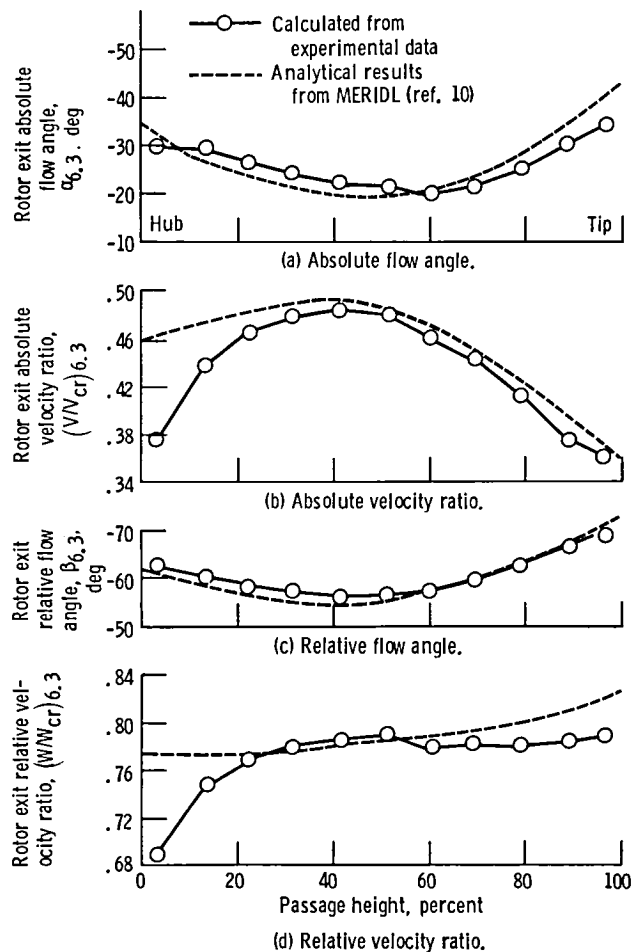 Calculated from
experimental data
Analytical results
from MERIDL (ref. 10)
Rotor exit absolute
flow angle,
α6.3. deg
-50
-40
-30
-20
-10
Hub
Tip
(a) Absolute flow angle.
Rotor exit absolute
velocity ratio,
(V/Vcr)6.3
.50
.46
.42
.38
.34
(b) Absolute velocity ratio.
Rotor exit
relative flow
angle, β6.3,
deg
-70
-60
-50
(c) Relative flow angle.
Rotor exit relative vel-
ocity ratio, (W/Wcr)6.3
.84
.80
.76
.72
.68
0 20 40 60 80 100
Passage height, percent
(d) Relative velocity ratio.